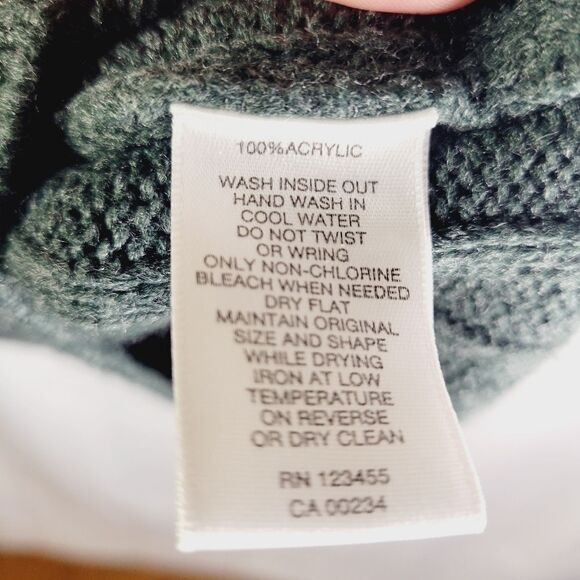 100%ACRYLIC
WASH INSIDE OUT
HAND WASH IN
COOL WATER
DO NOT TWIST
OR WRING
ONLY NON-CHLORINE
BLEACH WHEN NEEDED
DRY FLAT
MAINTAIN ORIGINAL
SIZE AND SHAPE
WHILE DRYING
IRON AT LOW
TEMPERATURE
ON REVERSE
OR DRY CLEAN
RN 123455
CA 00234